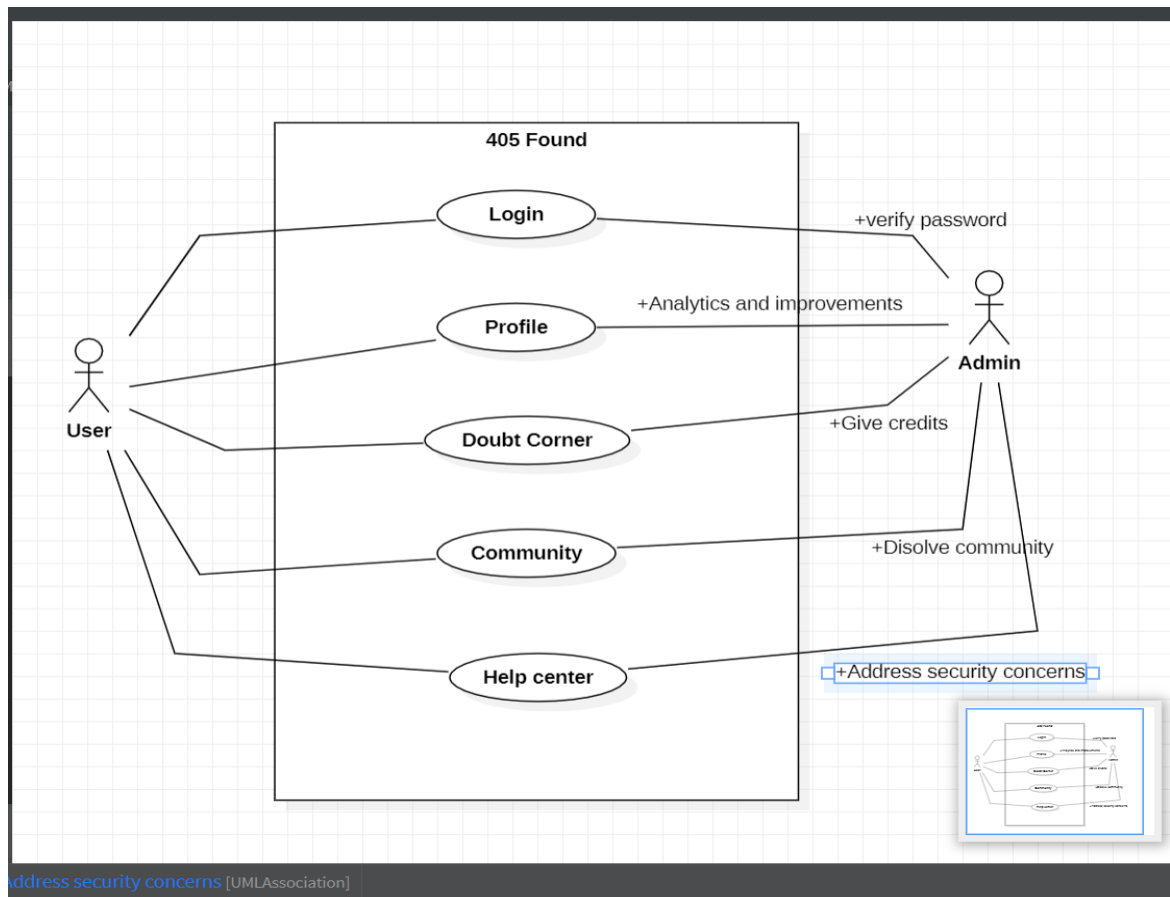 405 Found
Login
+verify password
Profile
+Analytics and improvements
Admin
User
Doubt Corner
+Give credits
Community
+Disolve community
Help center
+Address security concerns
Address security concerns [UMLAssociation]